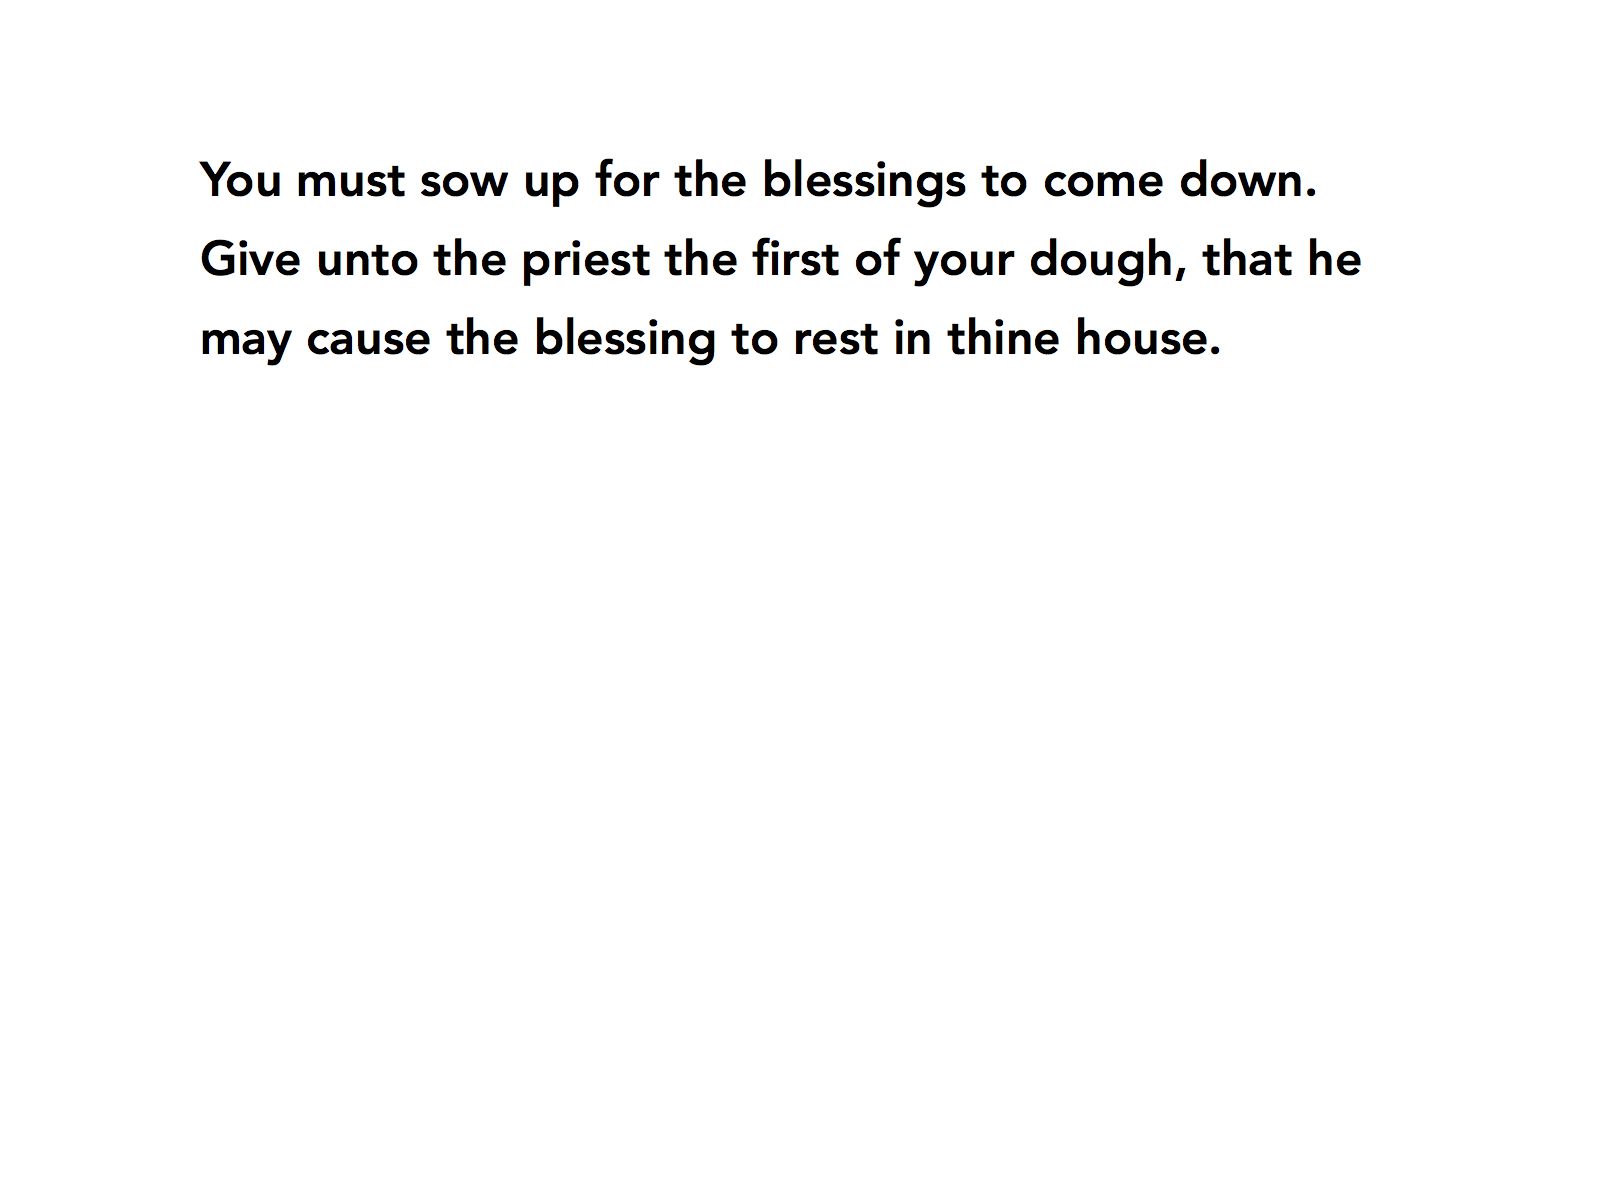 You must sow up for the blessings to come down.
Give unto the priest the first of your dough, that he
may cause the blessing to rest in thine house.